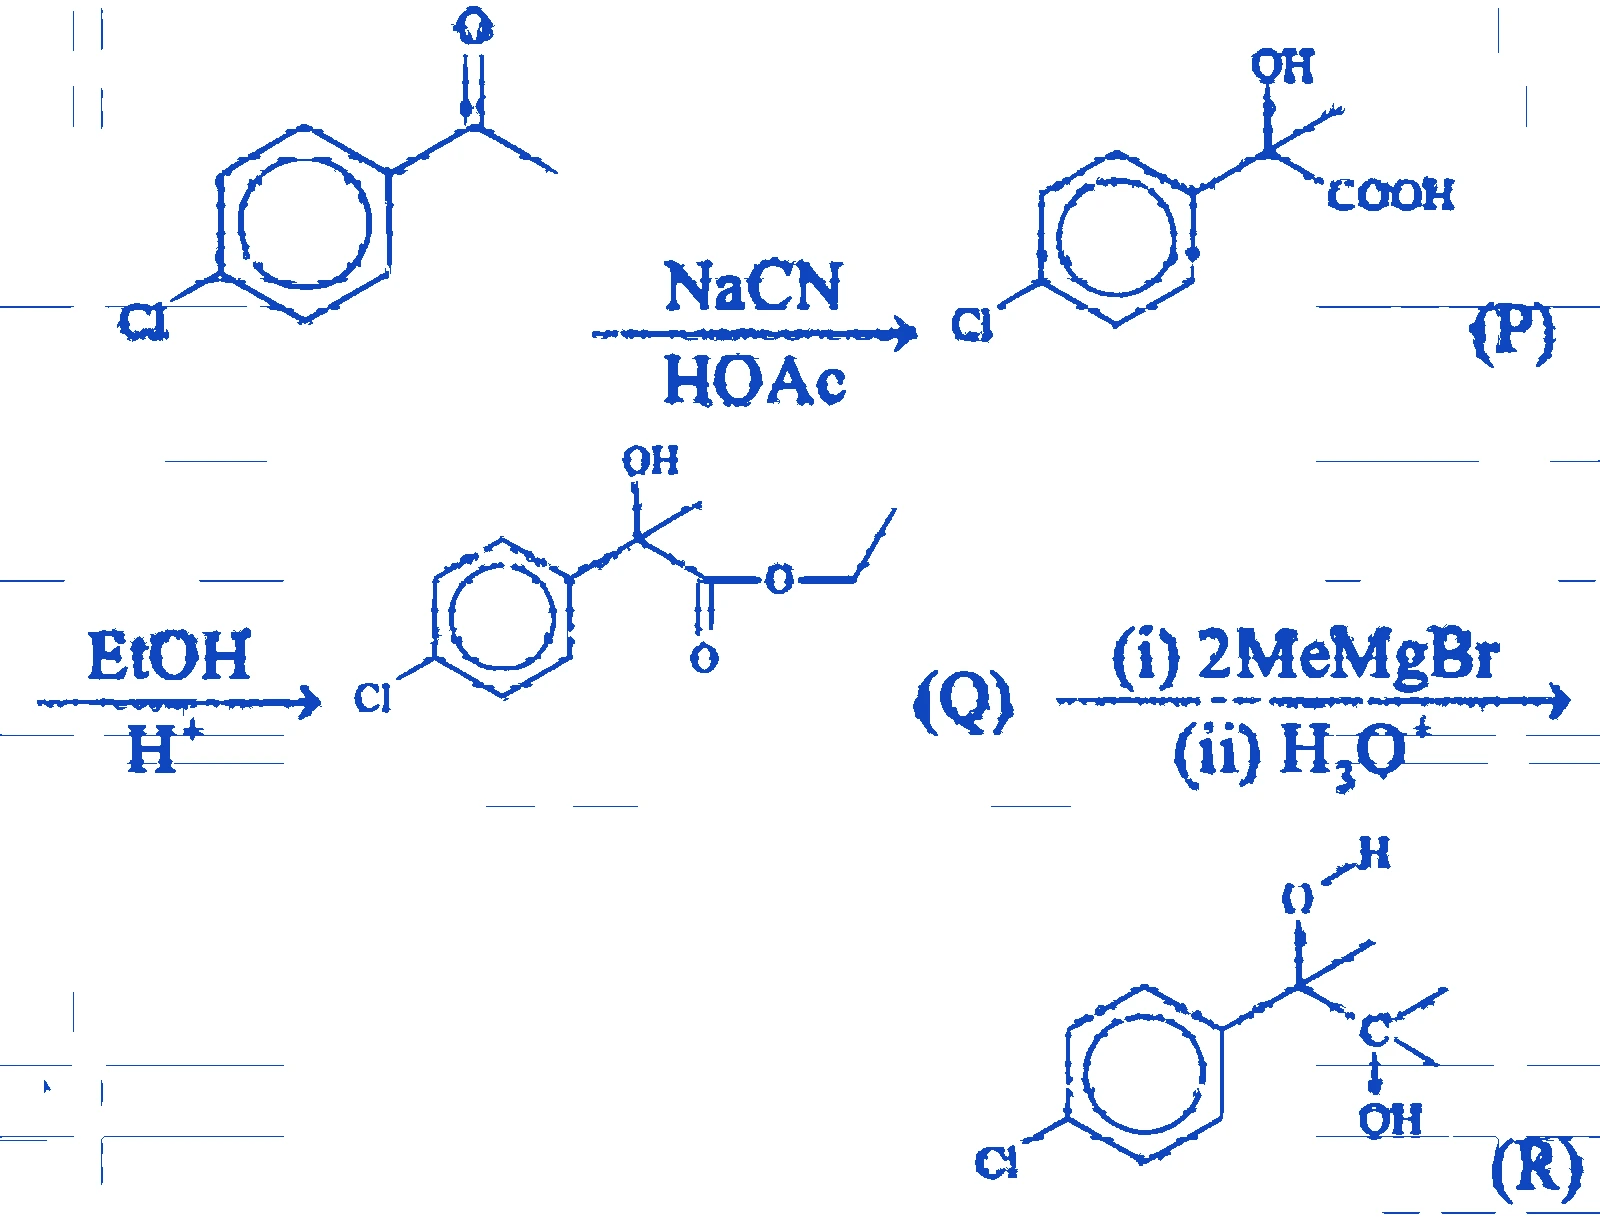 O
Cl
NaCN
HOAc
OH
COOH
Cl
(P)
EtOH
H⁺
OH
O
O
Cl
(Q)
(i) 2MeMgBr
(ii) H₃O⁺
H
O
C
OH
Cl
(R)